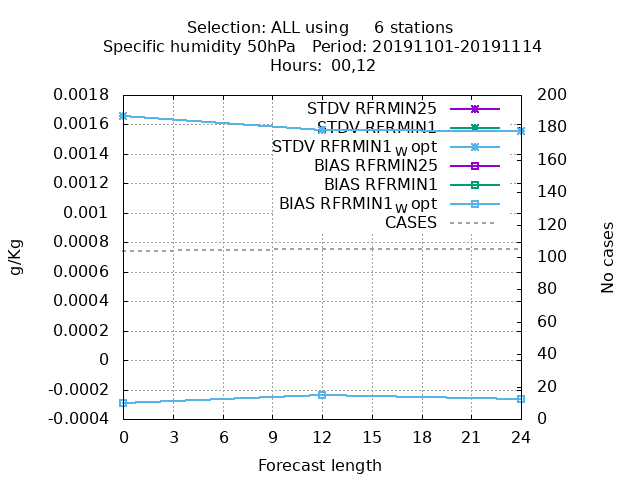 Selection: ALL using     6 stations
Specific humidity 50hPa   Period: 20191101-20191114
Hours: 00,12
0.0018
0.0016
0.0014
0.0012
0.001
0.0008
0.0006
0.0004
0.0002
0
-0.0002
-0.0004
g/Kg
STDV RFRMIN25
STDV RFRMIN1
STDV RFRMIN1w opt
BIAS RFRMIN25
BIAS RFRMIN1
BIAS RFRMIN1w opt
CASES
200
180
160
140
120
100
80
60
40
20
0
No cases
0 3 6 9 12 15 18 21 24
Forecast length